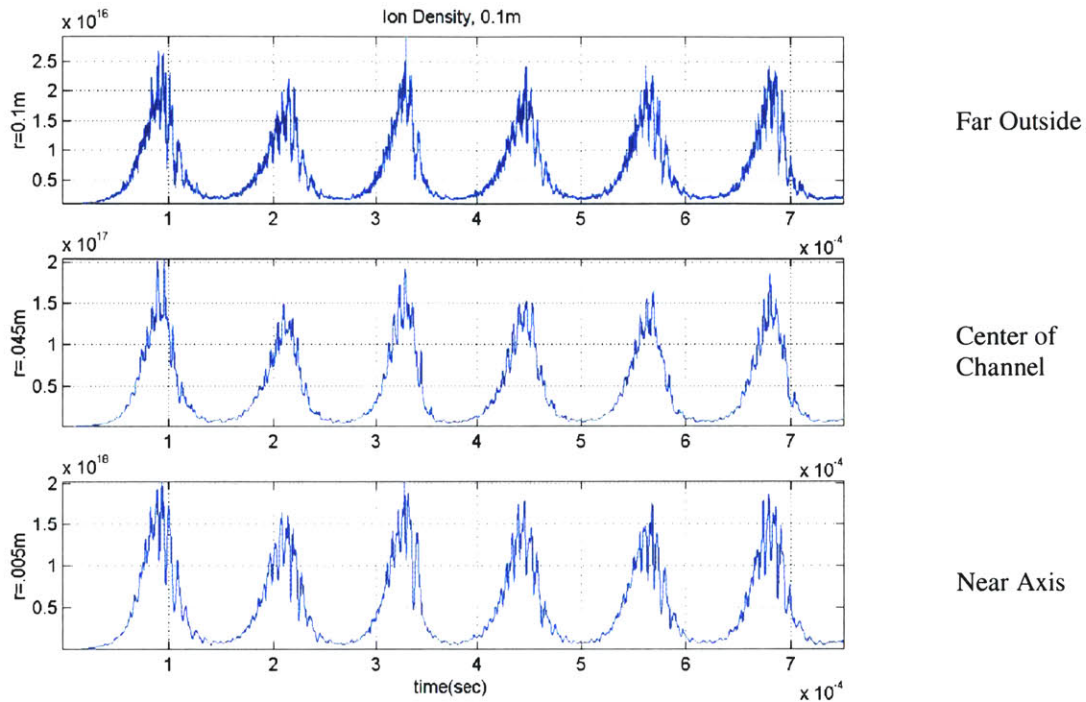 Ion Density, 0.1m
x 10^16
2.5
2
1.5
1
0.5
r=0.1m
1 2 3 4 5 6 7
x 10^-4
Far Outside
x 10^17
2
1.5
1
0.5
r=.045m
1 2 3 4 5 6 7
x 10^-4
Center of
Channel
x 10^16
2
1.5
1
0.5
r=.005m
1 2 3 4 5 6 7
time(sec)
x 10^-4
Near Axis